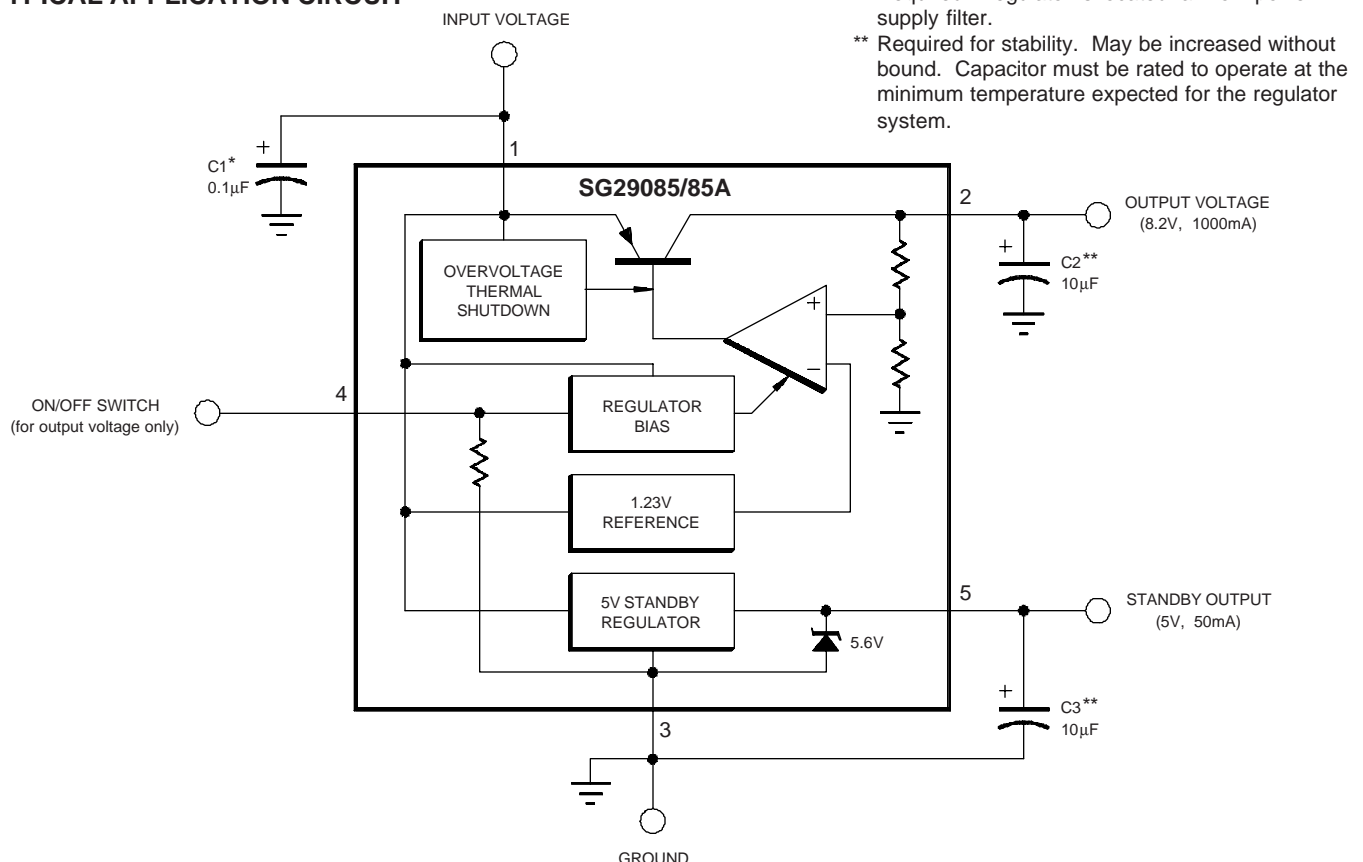 INPUT VOLTAGE
supply filter.
** Required for stability. May be increased without
bound. Capacitor must be rated to operate at the
minimum temperature expected for the regulator
system.
+
C1*
0.1µF
1
SG29085/85A
2
OUTPUT VOLTAGE
(8.2V, 1000mA)
+
C2**
10µF
OVERVOLTAGE
THERMAL
SHUTDOWN
+
−
4
ON/OFF SWITCH
(for output voltage only)
REGULATOR
BIAS
1.23V
REFERENCE
5V STANDBY
REGULATOR
5.6V
5
STANDBY OUTPUT
(5V, 50mA)
+
C3**
10µF
3
GROUND